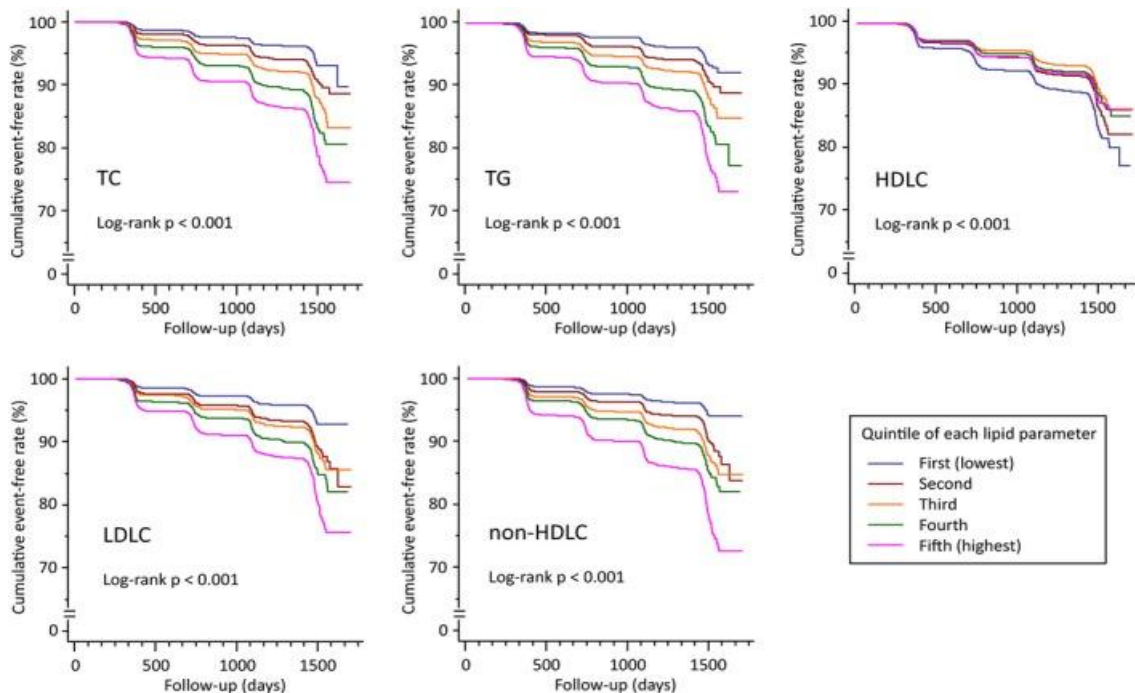 Cumulative event-free rate (%)
100
90
80
70
0
TC
Log-rank p < 0.001
0 500 1000 1500
Follow-up (days)
Cumulative event-free rate (%)
100
90
80
70
0
TG
Log-rank p < 0.001
0 500 1000 1500
Follow-up (days)
Cumulative event-free rate (%)
100
90
80
70
0
HDLC
Log-rank p < 0.001
0 500 1000 1500
Follow-up (days)
Cumulative event-free rate (%)
100
90
80
70
0
LDLC
Log-rank p < 0.001
0 500 1000 1500
Follow-up (days)
Cumulative event-free rate (%)
100
90
80
70
0
non-HDLC
Log-rank p < 0.001
0 500 1000 1500
Follow-up (days)
Quintile of each lipid parameter
First (lowest)
Second
Third
Fourth
Fifth (highest)